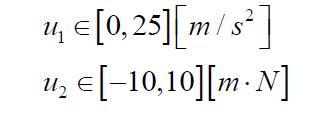 u₁ ∈ [0, 25][m / s²]
u₂ ∈ [−10,10][m · N]